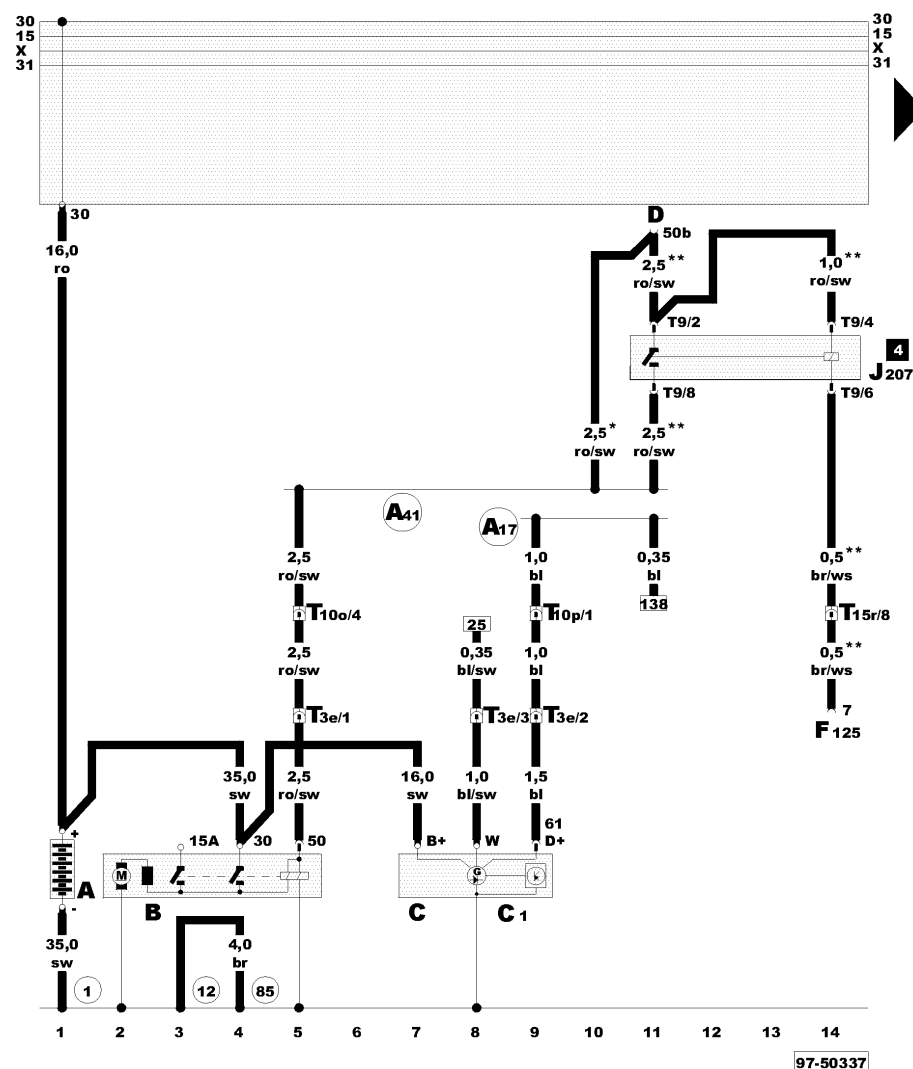 30 30
15 15
X X
31 31
30
16,0
ro
D
50b
2,5** 1,0**
ro/sw ro/sw
T9/2 T9/4
4
J 207
T9/8 T9/6
2,5* 2,5**
ro/sw ro/sw
A41 A17
2,5 1,0 0,35 0,5**
ro/sw bl bl br/ws
138
T10o/4 T10p/1 T15r/8
25
2,5 0,35 1,0 0,5**
ro/sw bl/sw bl br/ws
T3e/1 T3e/3 T3e/2 7
F 125
35,0 2,5 16,0 1,0 1,5
sw ro/sw sw bl/sw bl
61
+ 15A 30 50 B+ W D+
M G
A
- B C C 1
35,0 4,0
sw br
1 12 85
1 2 3 4 5 6 7 8 9 10 11 12 13 14
97-50337